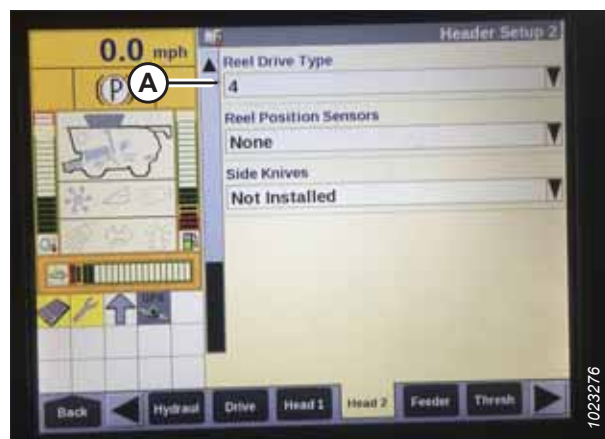 Header Setup 2
0.0 mph
(P)
A
Reel Drive Type
4
Reel Position Sensors
None
Side Knives
Not Installed
GPS
Back
Hydraul
Drive
Head 1
Head 2
Feeder
Thresh
1023276